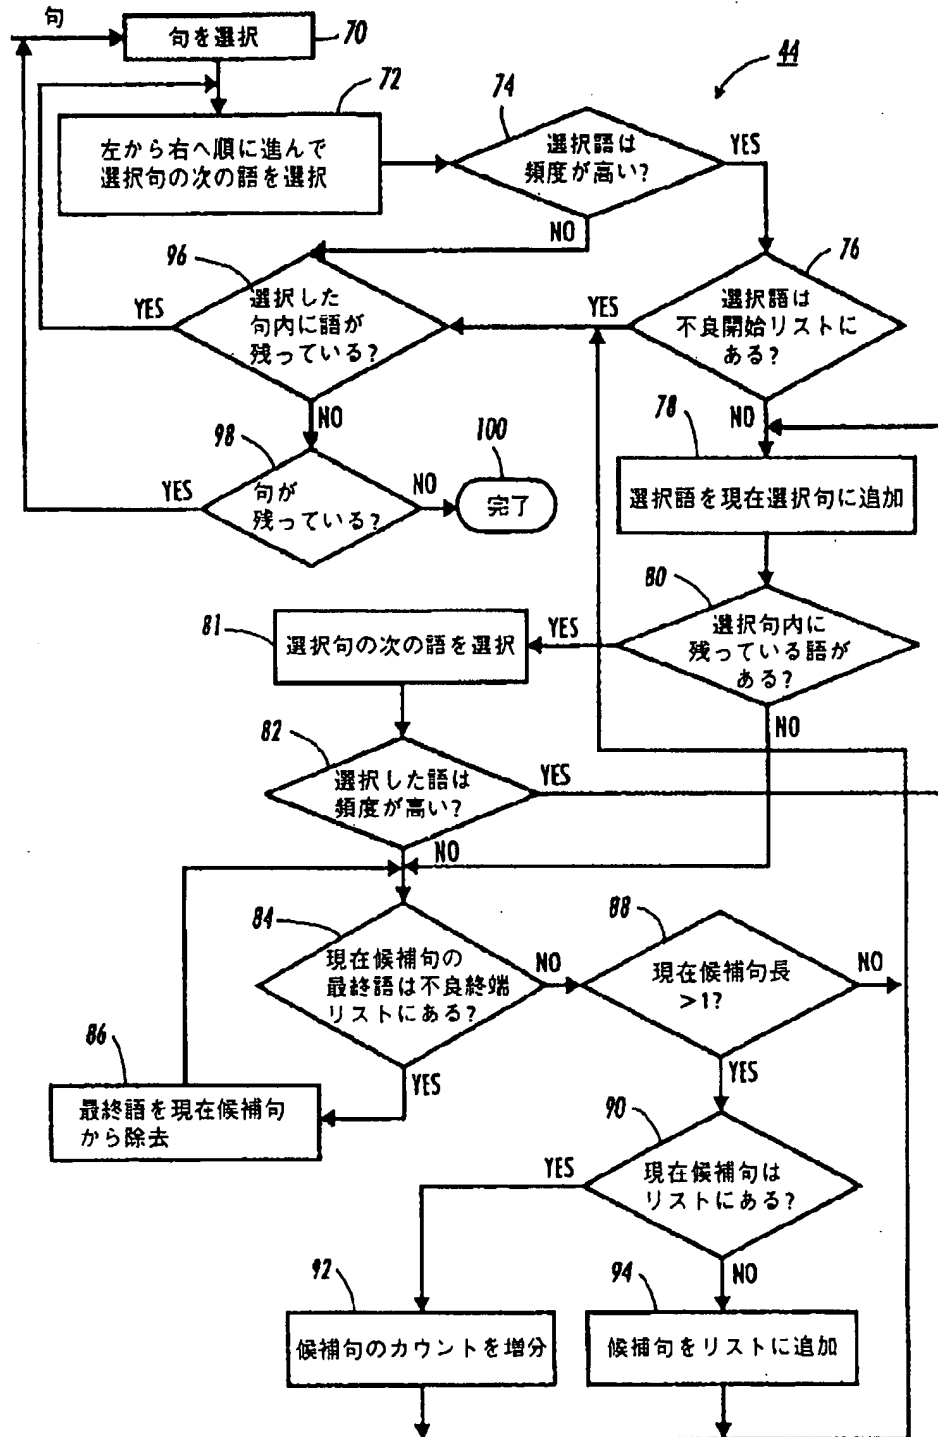 句
句を選択
70
44
72
左から右へ順に進んで
選択句の次の語を選択
74
選択語は
頻度が高い?
YES
NO
96
選択した
句内に語が
残っている?
YES
76
選択語は
不良開始リストに
ある?
YES
NO
NO
98
句が
残っている?
YES
NO
100
完了
78
選択語を現在選択句に追加
80
選択句内に
残っている語が
ある?
YES
NO
81
選択句の次の語を選択
82
選択した語は
頻度が高い?
YES
NO
84
現在候補句の
最終語は不良終端
リストにある?
NO
YES
86
最終語を現在候補句
から除去
88
現在候補句長
>1?
NO
YES
90
現在候補句は
リストにある?
YES
NO
92
候補句のカウントを増分
94
候補句をリストに追加